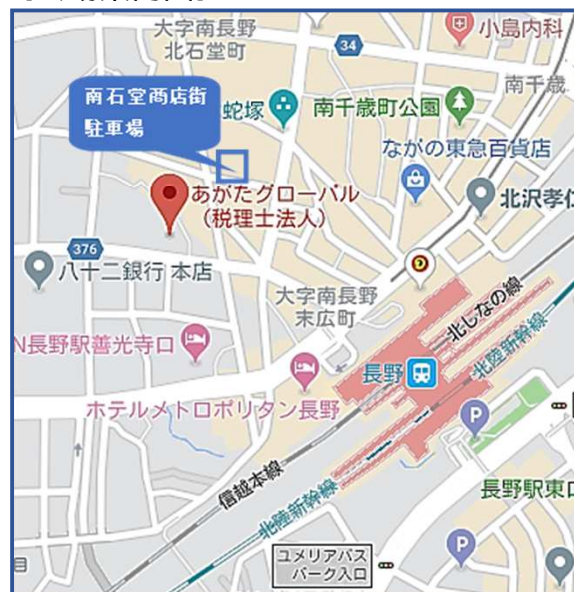 大字南長野
北石堂町
34
小島内科
南石堂商店街
駐車場
蛇塚
南千歳町公園
南千歳
ながの東急百貨店
あがたグローバル
(税理士法人)
北沢孝仁
376
八十二銀行 本店
大字南長野
末広町
北しなの線
北陸新幹線
N長野駅善光寺口
長野
ホテルメトロポリタン長野
P
信越本線
北陸新幹線
長野駅東口
P
ユメリアバス
パーク入口